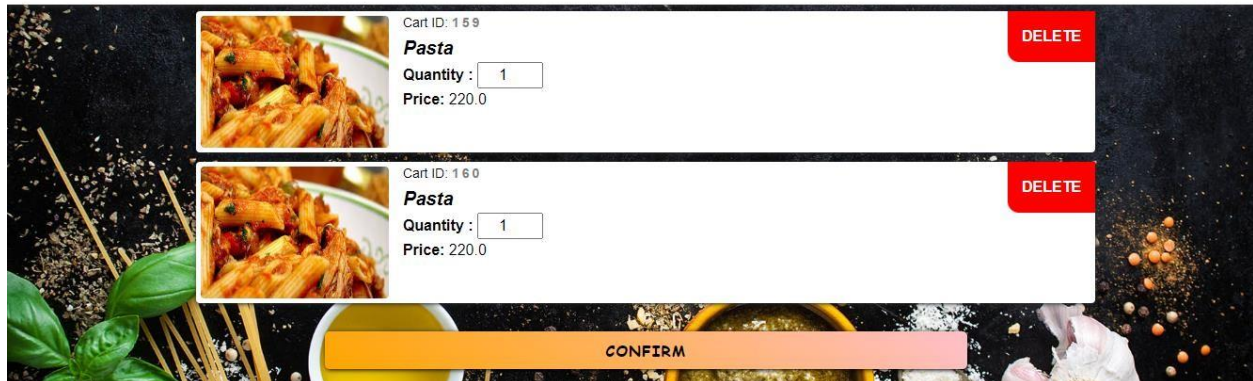 Cart ID: 159
DELETE
Pasta
Quantity : 1
Price: 220.0
Cart ID: 160
DELETE
Pasta
Quantity : 1
Price: 220.0
CONFIRM